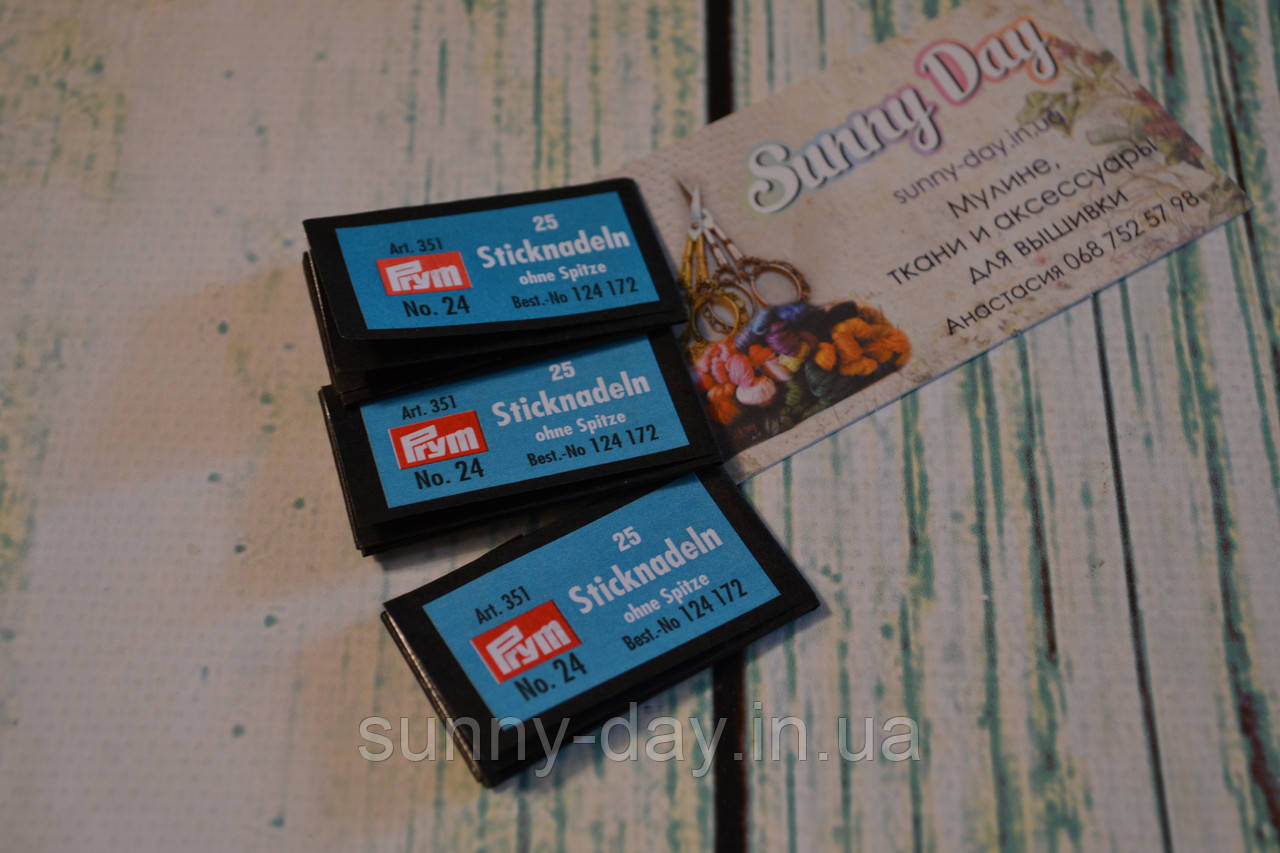 Sunny Day
sunny-day.in.ua
Мулине,
ткани и аксессуары
для вышивки
Анастасия 068 752 57 98
25
Art. 351
Sticknadeln
Prym
ohne Spitze
No. 24
Best.-No 124 172
25
Art. 351
Sticknadeln
Prym
ohne Spitze
No. 24
Best.-No 124 172
25
Art. 351
Sticknadeln
Prym
ohne Spitze
No. 24
Best.-No 124 172
sunny-day.in.ua